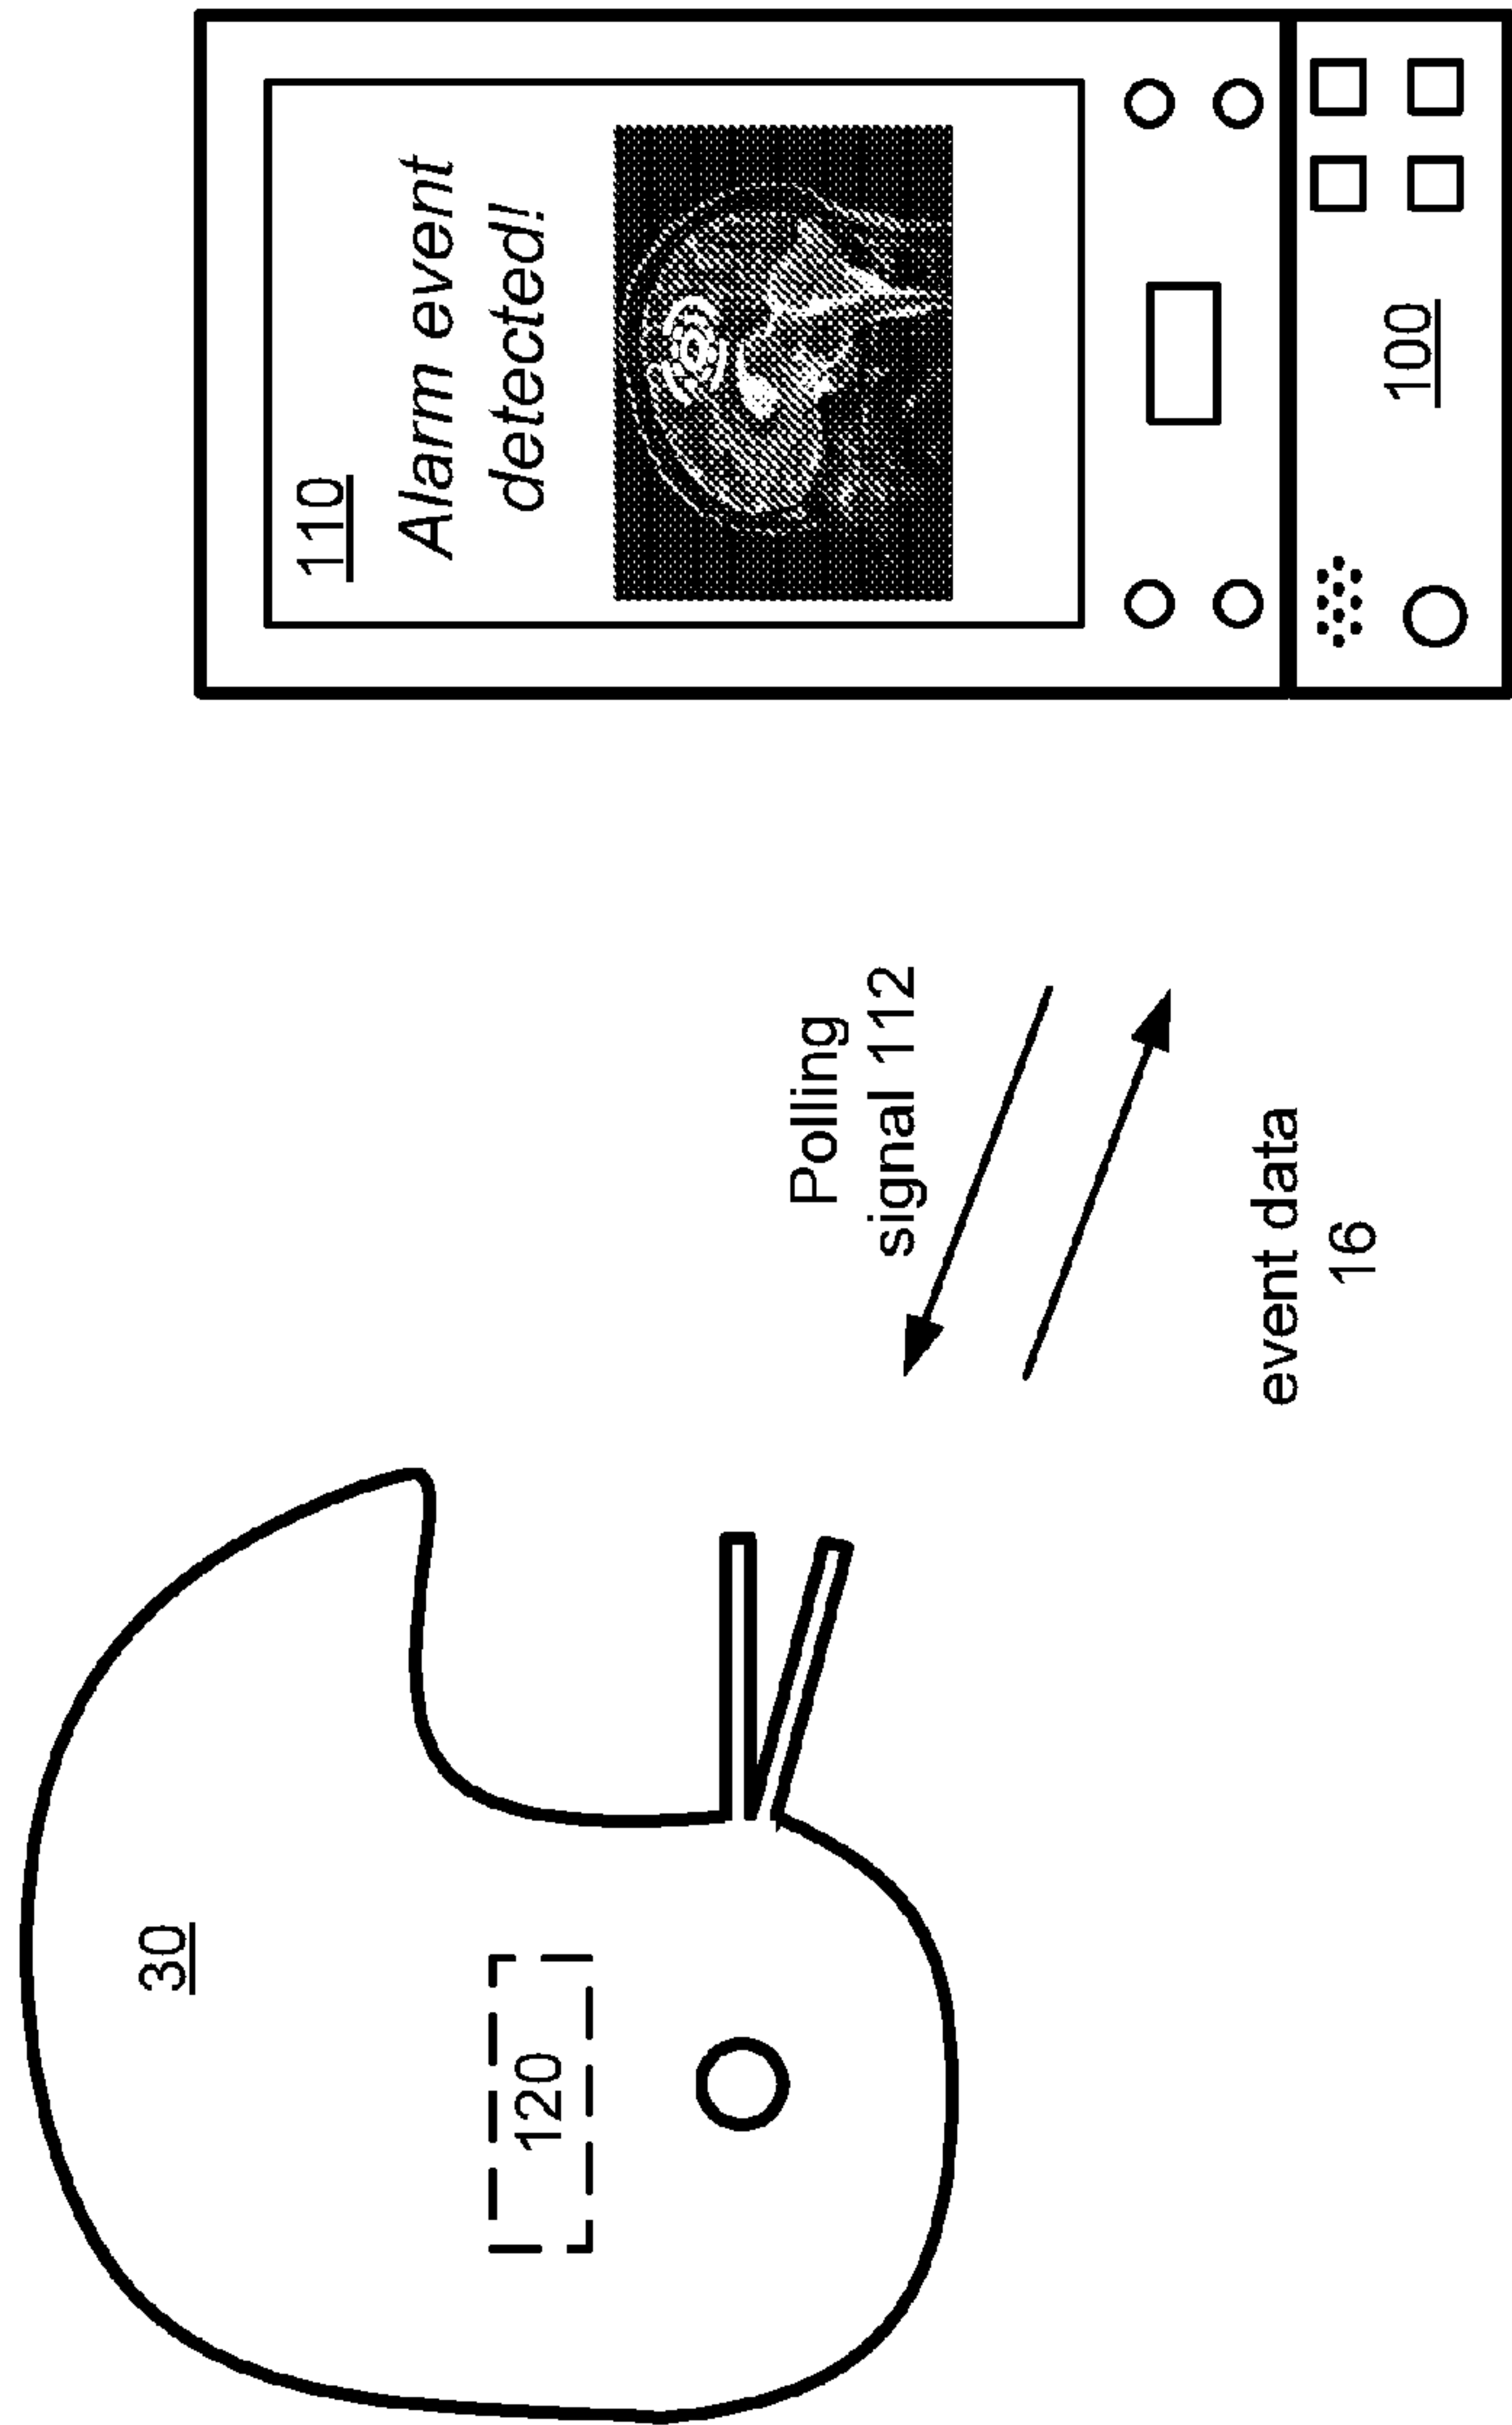 30
120
Polling
signal 112
event data
16
110
Alarm event
detected!
100